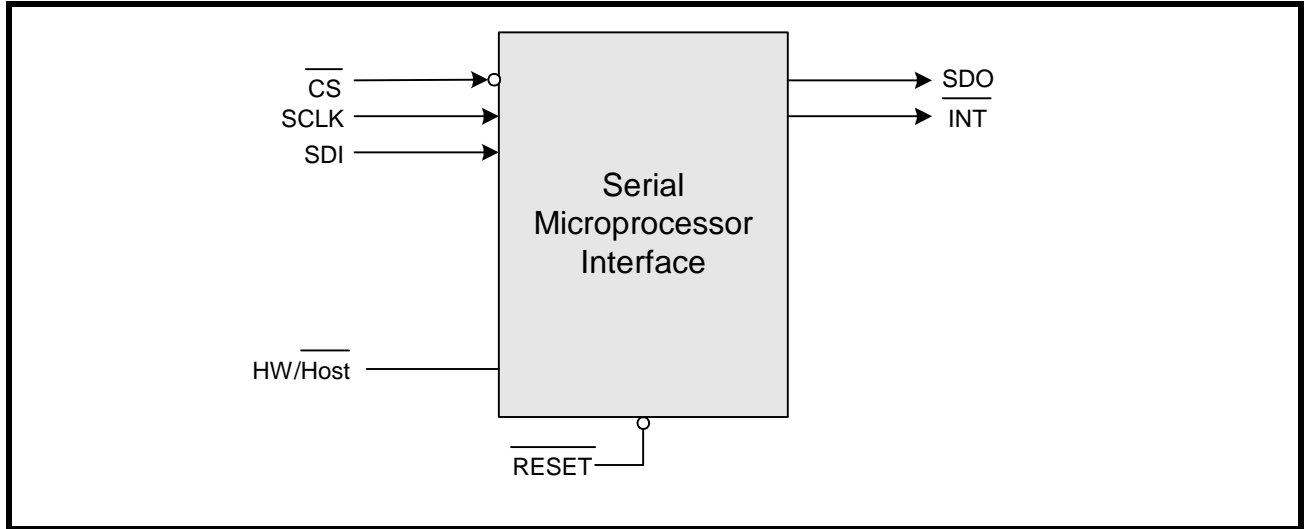 CS
SCLK
SDI
SDO
INT
Serial
Microprocessor
Interface
HW/Host
RESET